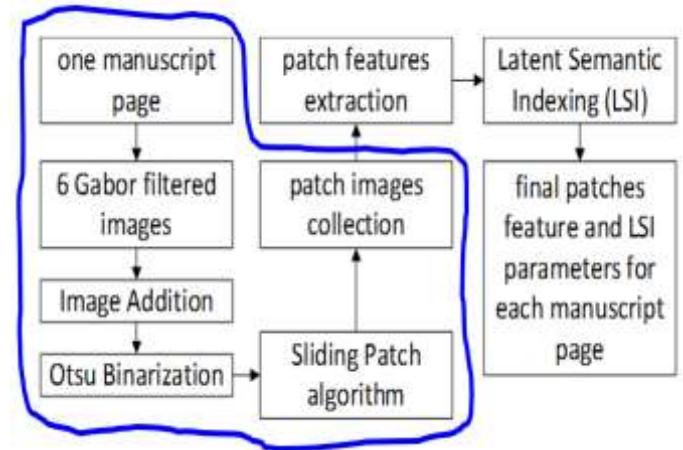 one manuscript
page
6 Gabor filtered
images
Image Addition
Otsu Binarization
Sliding Patch
algorithm
patch images
collection
patch features
extraction
Latent Semantic
Indexing (LSI)
final patches
feature and LSI
parameters for
each manuscript
page